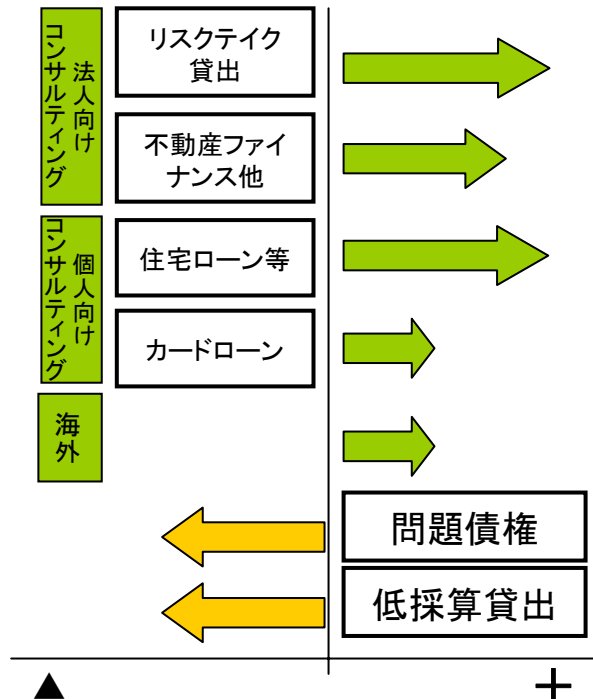 法人向け
コンサルティング
リスクテイク
貸出
不動産ファイ
ナンス他
個人向け
コンサルティング
住宅ローン等
カードローン
海外
問題債権
低採算貸出
▲
＋